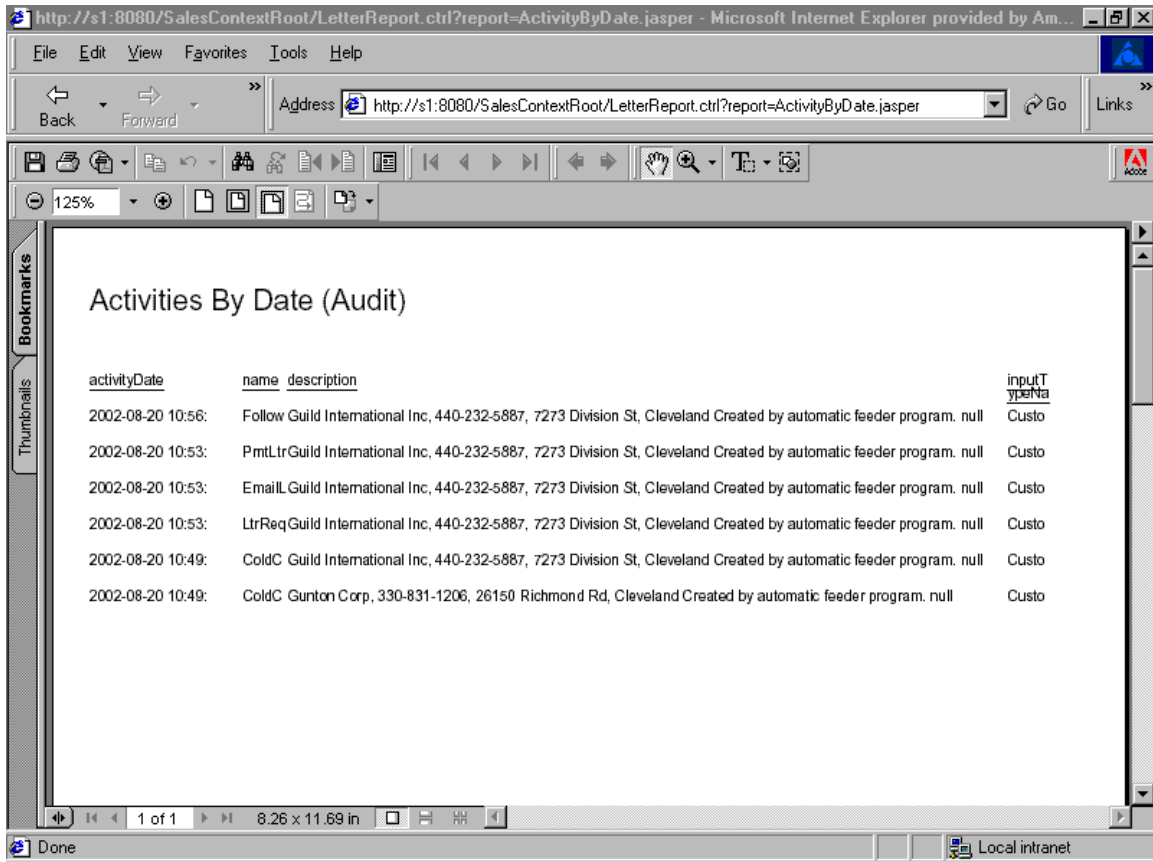 http://s1:8080/SalesContextRoot/LetterReport.ctrl?report=ActivityByDate.jasper - Microsoft Internet Explorer provided by Am...
File Edit View Favorites Tools Help
Back Forward » Address http://s1:8080/SalesContextRoot/LetterReport.ctrl?report=ActivityByDate.jasper Go Links »
Adobe
125%
Bookmarks
Thumbnails
Activities By Date (Audit)
activityDate name description inputT
ypeNa
2002-08-20 10:56: Follow Guild International Inc, 440-232-5887, 7273 Division St, Cleveland Created by automatic feeder program. null Custo
2002-08-20 10:53: PrntLtr Guild International Inc, 440-232-5887, 7273 Division St, Cleveland Created by automatic feeder program. null Custo
2002-08-20 10:53: EmailL Guild International Inc, 440-232-5887, 7273 Division St, Cleveland Created by automatic feeder program. null Custo
2002-08-20 10:53: LtrReq Guild International Inc, 440-232-5887, 7273 Division St, Cleveland Created by automatic feeder program. null Custo
2002-08-20 10:49: ColdC Guild International Inc, 440-232-5887, 7273 Division St, Cleveland Created by automatic feeder program. null Custo
2002-08-20 10:49: ColdC Gunton Corp, 330-831-1206, 26150 Richmond Rd, Cleveland Created by automatic feeder program. null Custo
1 of 1 8.26 x 11.69 in
Done Local intranet